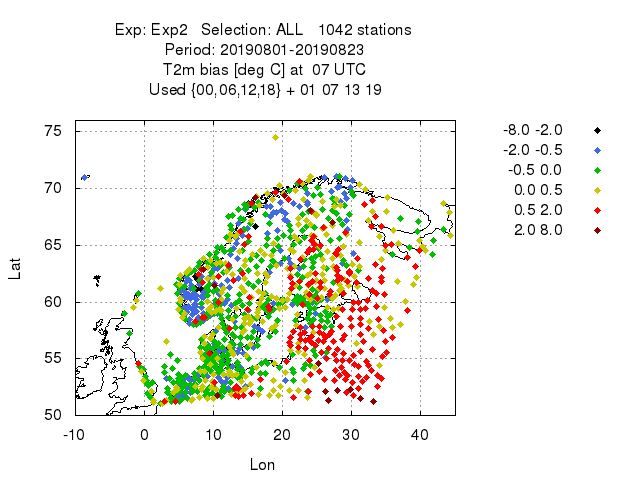 Exp: Exp2 Selection: ALL 1042 stations
Period: 20190801-20190823
T2m bias [deg C] at 07 UTC
Used {00,06,12,18} + 01 07 13 19
-8.0 -2.0
-2.0 -0.5
-0.5 0.0
0.0 0.5
0.5 2.0
2.0 8.0
75
70
65
60
55
50
Lat
-10 0 10 20 30 40
Lon